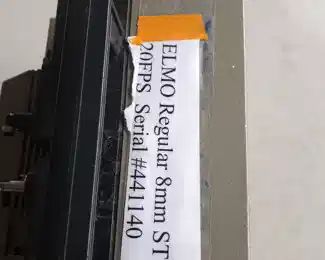 ELMO Regular 8mm ST
20FPS Serial #441140